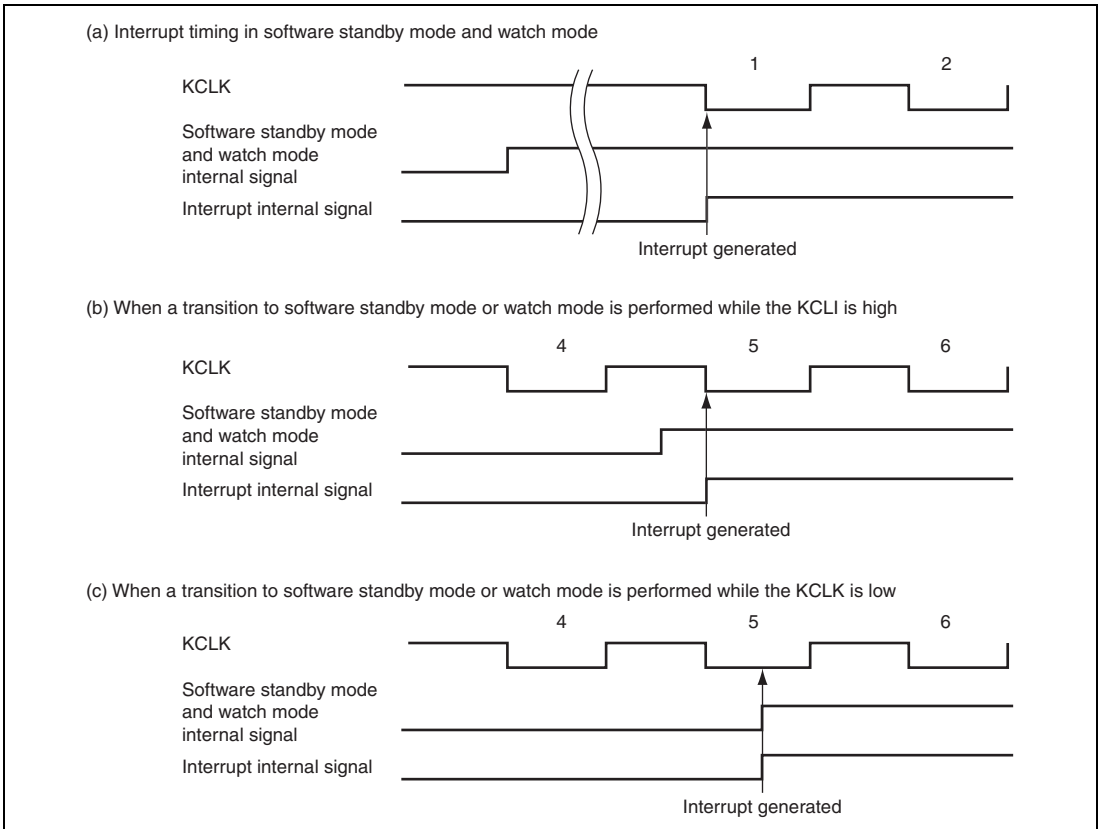 (a) Interrupt timing in software standby mode and watch mode
1 2
KCLK
Software standby mode
and watch mode
internal signal
Interrupt internal signal
Interrupt generated
(b) When a transition to software standby mode or watch mode is performed while the KCLI is high
4 5 6
KCLK
Software standby mode
and watch mode
internal signal
Interrupt internal signal
Interrupt generated
(c) When a transition to software standby mode or watch mode is performed while the KCLK is low
4 5 6
KCLK
Software standby mode
and watch mode
internal signal
Interrupt internal signal
Interrupt generated